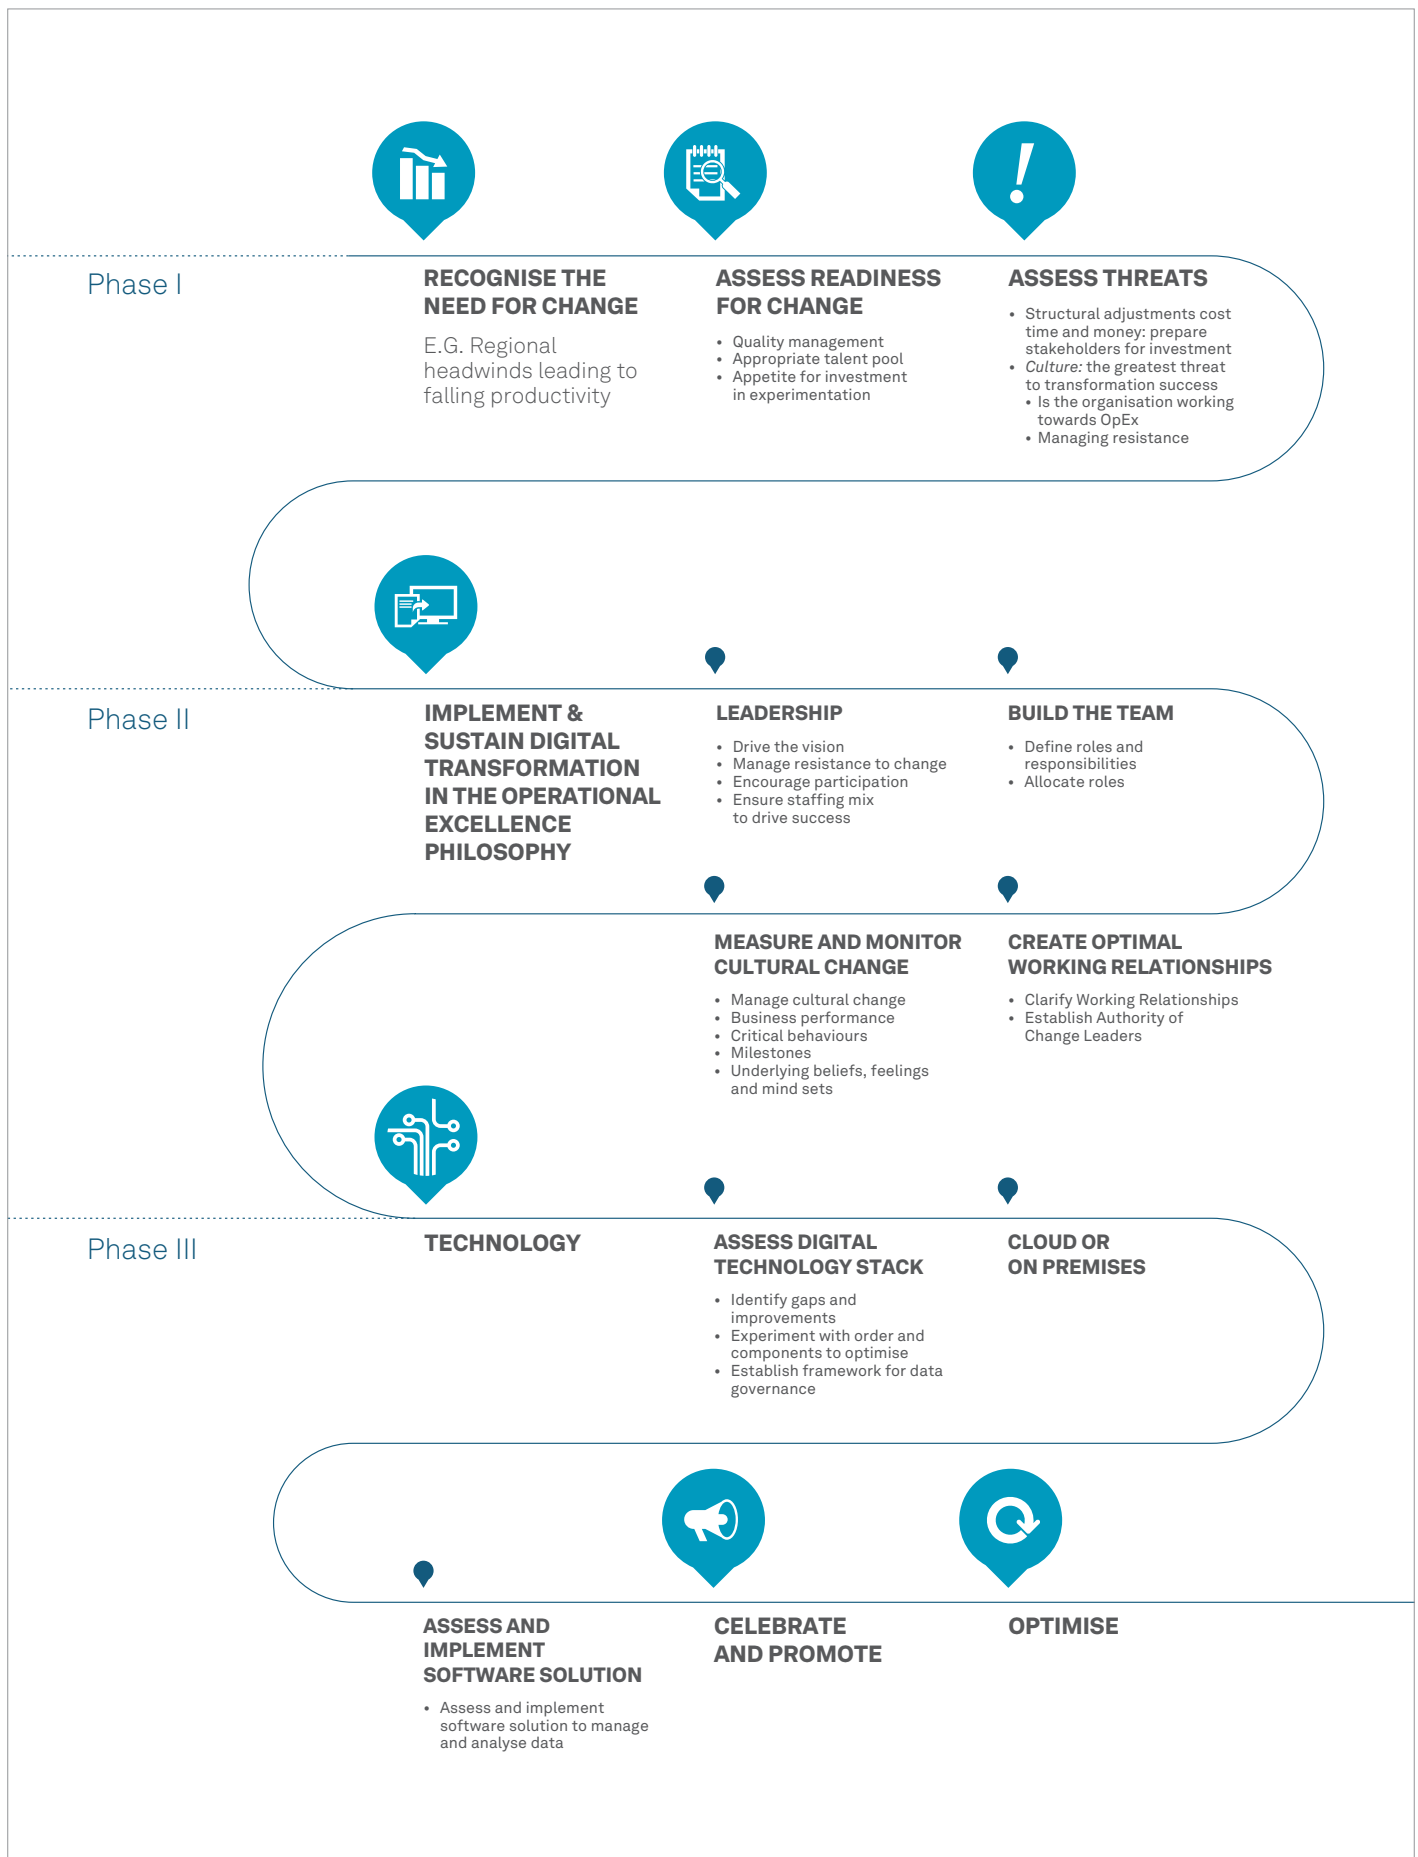 Phase I
RECOGNISE THE
NEED FOR CHANGE
E.G. Regional
headwinds leading to
falling productivity
ASSESS READINESS
FOR CHANGE
• Quality management
• Appropriate talent pool
• Appetite for investment
in experimentation
ASSESS THREATS
• Structural adjustments cost
time and money: prepare
stakeholders for investment
• Culture: the greatest threat
to transformation success
• Is the organisation working
towards OpEx
• Managing resistance
Phase II
IMPLEMENT &
SUSTAIN DIGITAL
TRANSFORMATION
IN THE OPERATIONAL
EXCELLENCE
PHILOSOPHY
LEADERSHIP
• Drive the vision
• Manage resistance to change
• Encourage participation
• Ensure staffing mix
to drive success
BUILD THE TEAM
• Define roles and
responsibilities
• Allocate roles
MEASURE AND MONITOR
CULTURAL CHANGE
• Manage cultural change
• Business performance
• Critical behaviours
• Milestones
• Underlying beliefs, feelings
and mind sets
CREATE OPTIMAL
WORKING RELATIONSHIPS
• Clarify Working Relationships
• Establish Authority of
Change Leaders
Phase III
TECHNOLOGY
ASSESS DIGITAL
TECHNOLOGY STACK
• Identify gaps and
improvements
• Experiment with order and
components to optimise
• Establish framework for data
governance
CLOUD OR
ON PREMISES
ASSESS AND
IMPLEMENT
SOFTWARE SOLUTION
• Assess and implement
software solution to manage
and analyse data
CELEBRATE
AND PROMOTE
OPTIMISE